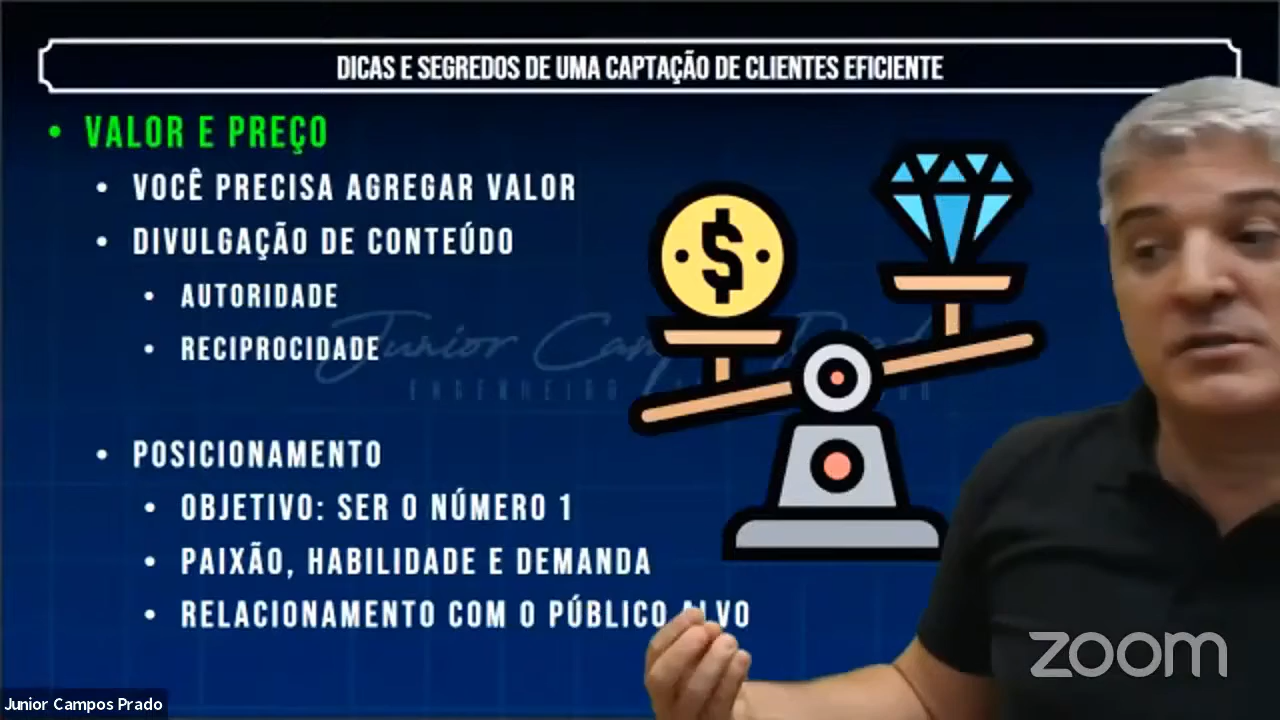 DICAS E SEGREDOS DE UMA CAPTAÇÃO DE CLIENTES EFICIENTE
• VALOR E PREÇO
• VOCÊ PRECISA AGREGAR VALOR
• DIVULGAÇÃO DE CONTEÚDO
• AUTORIDADE
• RECIPROCIDADE
Junior
• POSICIONAMENTO
• OBJETIVO: SER O NÚMERO 1
• PAIXÃO, HABILIDADE E DEMANDA
• RELACIONAMENTO COM O PÚBLICO ALVO
$
zoom
Junior Campos Prado